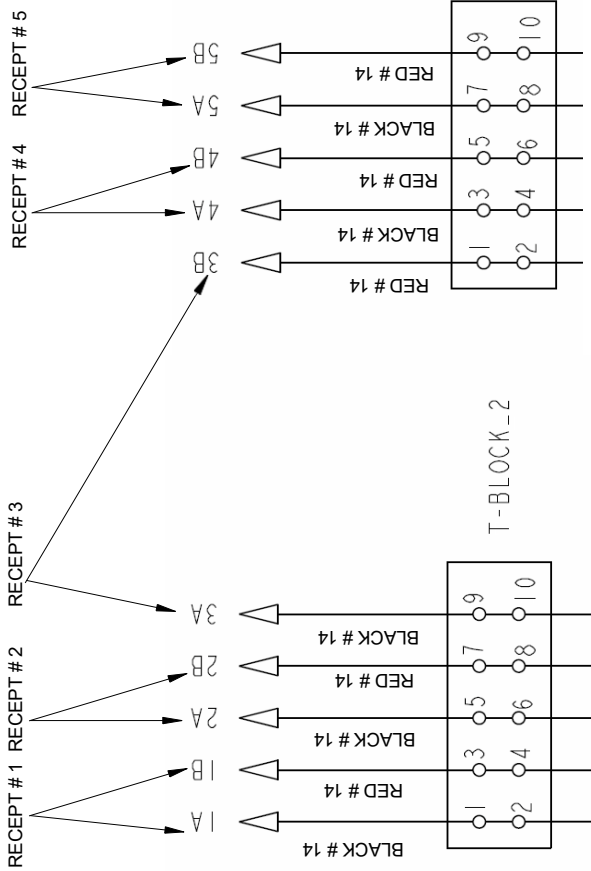 RECEPT # 5
5B
RED # 14
9
10
5A
BLACK # 14
7
8
RECEPT # 4
4B
RED # 14
5
6
4A
BLACK # 14
3
4
3B
RED # 14
1
2
T-BLOCK_2
RECEPT # 3
3A
BLACK # 14
9
10
RECEPT # 2
2B
RED # 14
7
8
2A
BLACK # 14
5
6
RECEPT # 1
1B
RED # 14
3
4
1A
BLACK # 14
1
2